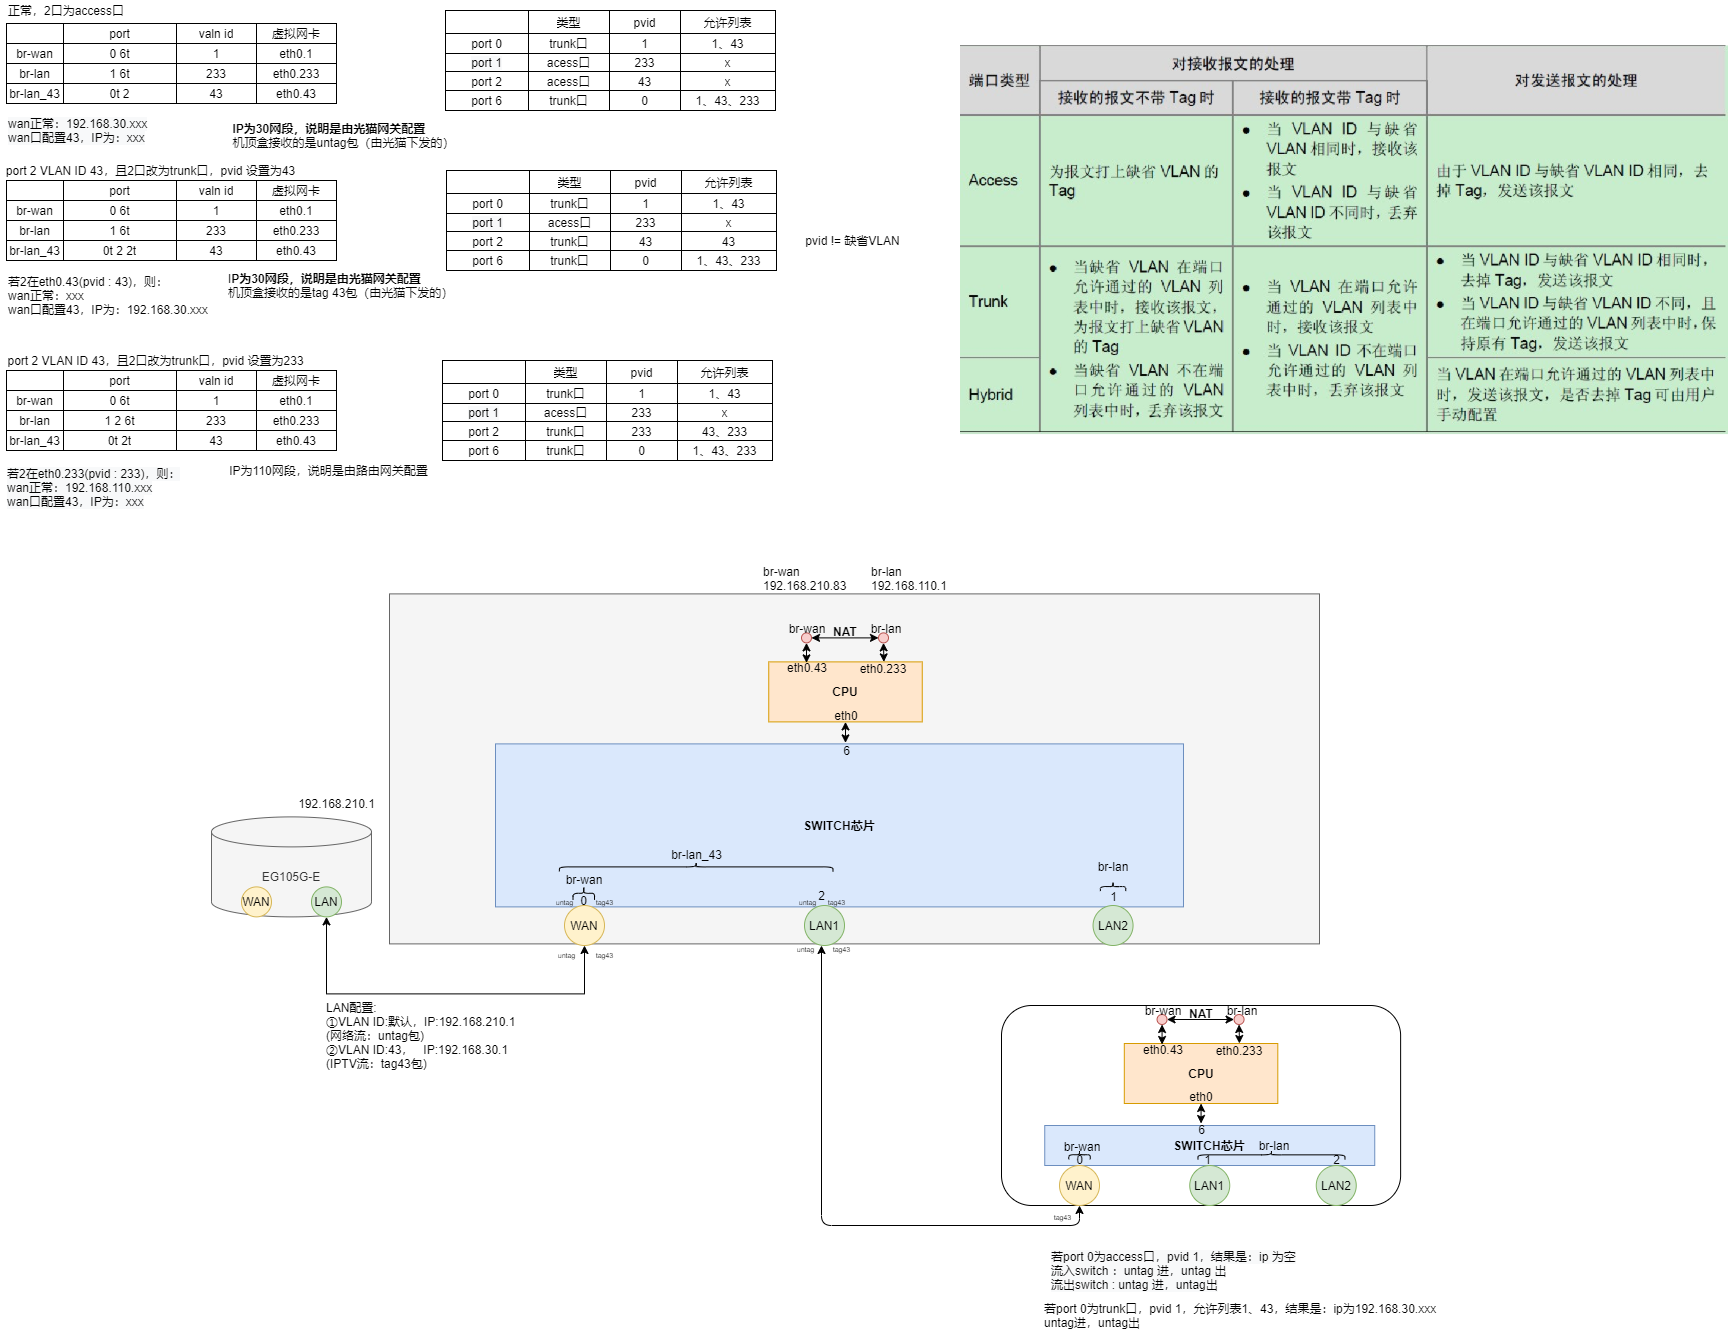 正常，2口为access口
port valn id 虚拟网卡
br-wan 0 6t 1 eth0.1
br-lan 1 6t 233 eth0.233
br-lan_43 0t 2 43 eth0.43
wan正常：192.168.30.xxx
wan口配置43，IP为：xxx
IP为30网段，说明是由光猫网关配置
机顶盒接收的是untag包（由光猫下发的）
类型 pvid 允许列表
port 0 trunk口 1 1、43
port 1 acess口 233 x
port 2 acess口 43 x
port 6 trunk口 0 1、43、233
port 2 VLAN ID 43，且2口改为trunk口，pvid 设置为43
port valn id 虚拟网卡
br-wan 0 6t 1 eth0.1
br-lan 1 6t 233 eth0.233
br-lan_43 0t 2 2t 43 eth0.43
若2在eth0.43(pvid : 43)，则：
wan正常：xxx
wan口配置43，IP为：192.168.30.xxx
IP为30网段，说明是由光猫网关配置
机顶盒接收的是tag 43包（由光猫下发的）
类型 pvid 允许列表
port 0 trunk口 1 1、43
port 1 acess口 233 x
port 2 trunk口 43 43
port 6 trunk口 0 1、43、233
pvid != 缺省VLAN
port 2 VLAN ID 43，且2口改为trunk口，pvid 设置为233
port valn id 虚拟网卡
br-wan 0 6t 1 eth0.1
br-lan 1 2 6t 233 eth0.233
br-lan_43 0t 2t 43 eth0.43
若2在eth0.233(pvid : 233)，则：
wan正常：192.168.110.xxx
wan口配置43，IP为：xxx
IP为110网段，说明是由路由网关配置
类型 pvid 允许列表
port 0 trunk口 1 1、43
port 1 acess口 233 x
port 2 trunk口 233 43、233
port 6 trunk口 0 1、43、233
端口类型 对接收报文的处理 对发送报文的处理
接收的报文不带 Tag 时 接收的报文带 Tag 时
Access
为报文打上缺省 VLAN 的
Tag
● 当 VLAN ID 与缺省
VLAN 相同时，接收该
报文
● 当 VLAN ID 与缺省
VLAN ID 不同时，丢弃
该报文
由于 VLAN ID 与缺省 VLAN ID 相同，去
掉 Tag，发送该报文
Trunk
Hybrid
● 当缺省 VLAN 在端口
允许通过的 VLAN 列
表中时，接收该报文，
为报文打上缺省 VLAN
的 Tag
● 当缺省 VLAN 不在端
口允许通过的 VLAN
列表中时，丢弃该报文
● 当 VLAN 在端口允许
通过的 VLAN 列表中
时，接收该报文
● 当 VLAN ID 不在端口
允许通过的 VLAN 列
表中时，丢弃该报文
● 当 VLAN ID 与缺省 VLAN ID 相同时，
去掉 Tag，发送该报文
● 当 VLAN ID 与缺省 VLAN ID 不同，且
在端口允许通过的 VLAN 列表中时，保
持原有 Tag，发送该报文
当 VLAN 在端口允许通过的 VLAN 列表中
时，发送该报文，是否去掉 Tag 可由用户
手动配置
br-wan
192.168.210.83
br-lan
192.168.110.1
br-wan NAT br-lan
eth0.43 eth0.233
CPU
eth0
6
SWITCH芯片
br-lan_43
br-wan
untag 0 tag43
WAN
untag tag43
2
untag tag43
LAN1
untag tag43
br-lan
1
LAN2
192.168.210.1
EG105G-E
WAN LAN
LAN配置:
①VLAN ID:默认，IP:192.168.210.1
(网络流：untag包)
②VLAN ID:43， IP:192.168.30.1
(IPTV流：tag43包)
br-wan NAT br-lan
eth0.43 eth0.233
CPU
eth0
6
br-wan SWITCH芯片 br-lan
0 1 2
WAN LAN1 LAN2
tag43
若port 0为access口，pvid 1，结果是：ip 为空
流入switch ：untag 进，untag 出
流出switch : untag 进，untag出
若port 0为trunk口，pvid 1，允许列表1、43，结果是：ip为192.168.30.xxx
untag进，untag出